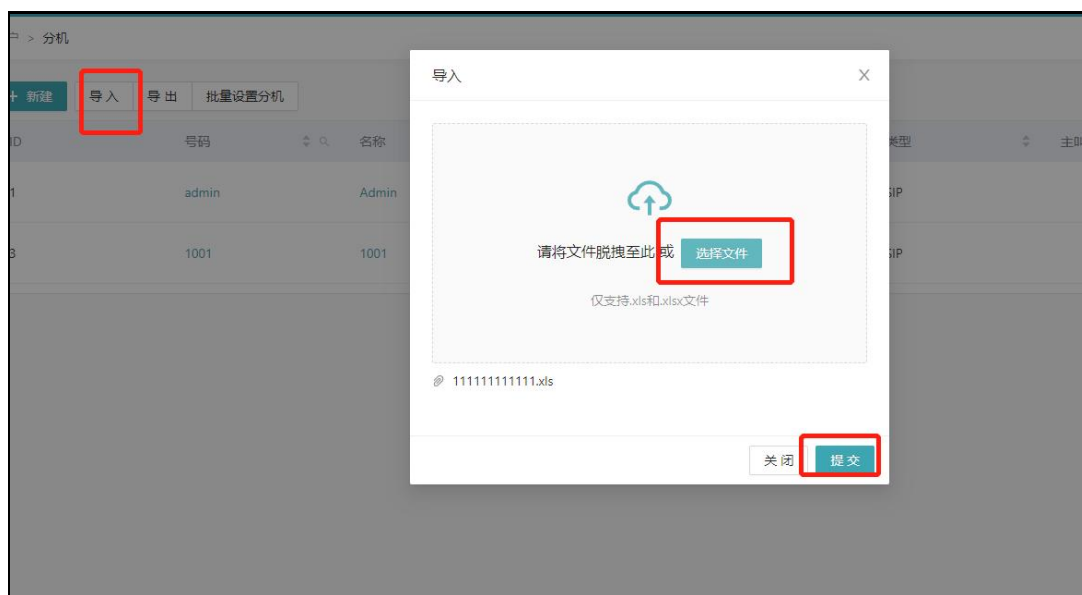 > 分机
导入
X
+ 新建 导入 导出 批量设置分机
ID 号码 名称 类型
1 admin Admin SIP
3 1001 1001 SIP
请将文件脱拽至此 或 选择文件
仅支持.xls和.xlsx文件
111111111111.xls
关闭 提交